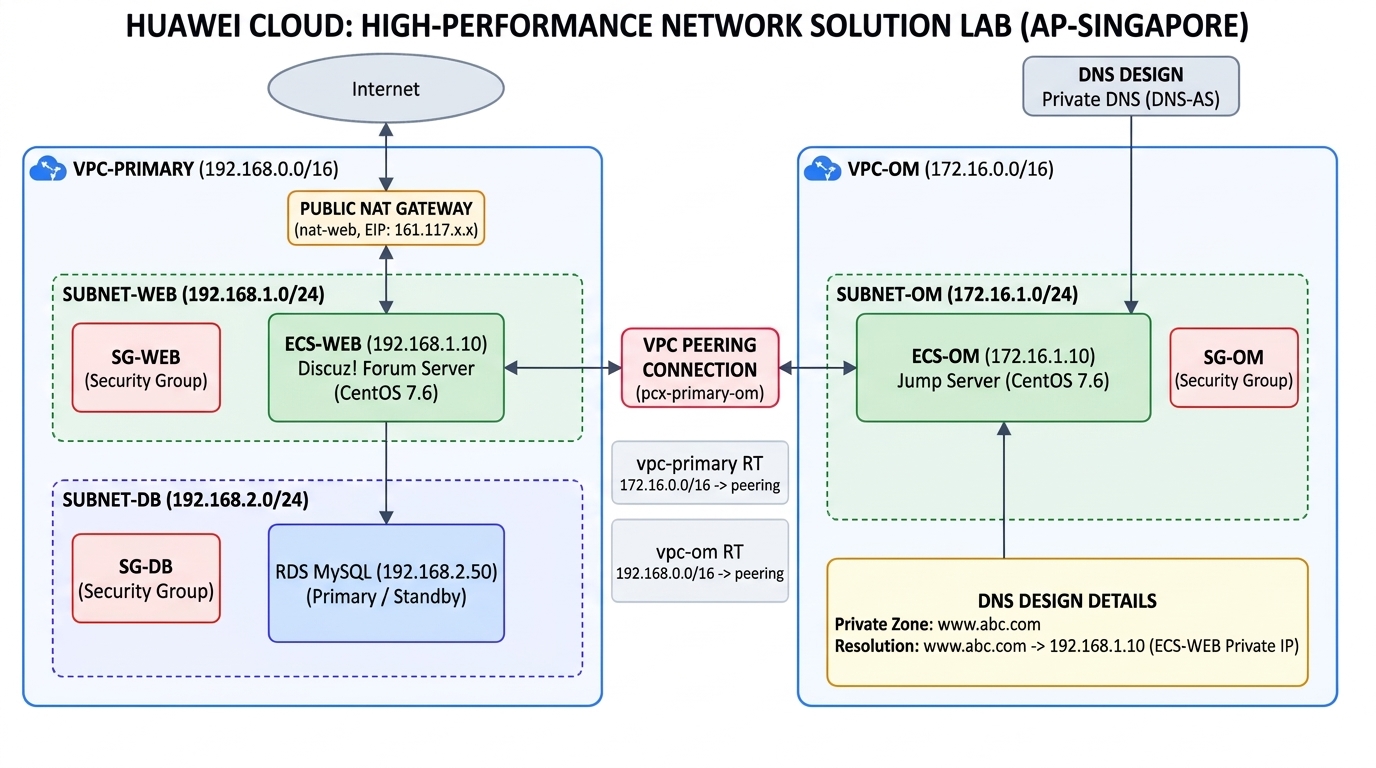 HUAWEI CLOUD: HIGH-PERFORMANCE NETWORK SOLUTION LAB (AP-SINGAPORE)
Internet
DNS DESIGN
Private DNS (DNS-AS)
VPC-PRIMARY (192.168.0.0/16)
PUBLIC NAT GATEWAY
(nat-web, EIP: 161.117.x.x)
SUBNET-WEB (192.168.1.0/24)
SG-WEB
(Security Group)
ECS-WEB (192.168.1.10)
Discuz! Forum Server
(CentOS 7.6)
SUBNET-DB (192.168.2.0/24)
SG-DB
(Security Group)
RDS MySQL (192.168.2.50)
(Primary / Standby)
VPC PEERING
CONNECTION
(pcx-primary-om)
vpc-primary RT
172.16.0.0/16 -> peering
vpc-om RT
192.168.0.0/16 -> peering
VPC-OM (172.16.0.0/16)
SUBNET-OM (172.16.1.0/24)
ECS-OM (172.16.1.10)
Jump Server (CentOS 7.6)
SG-OM
(Security Group)
DNS DESIGN DETAILS
Private Zone: www.abc.com
Resolution: www.abc.com -> 192.168.1.10 (ECS-WEB Private IP)